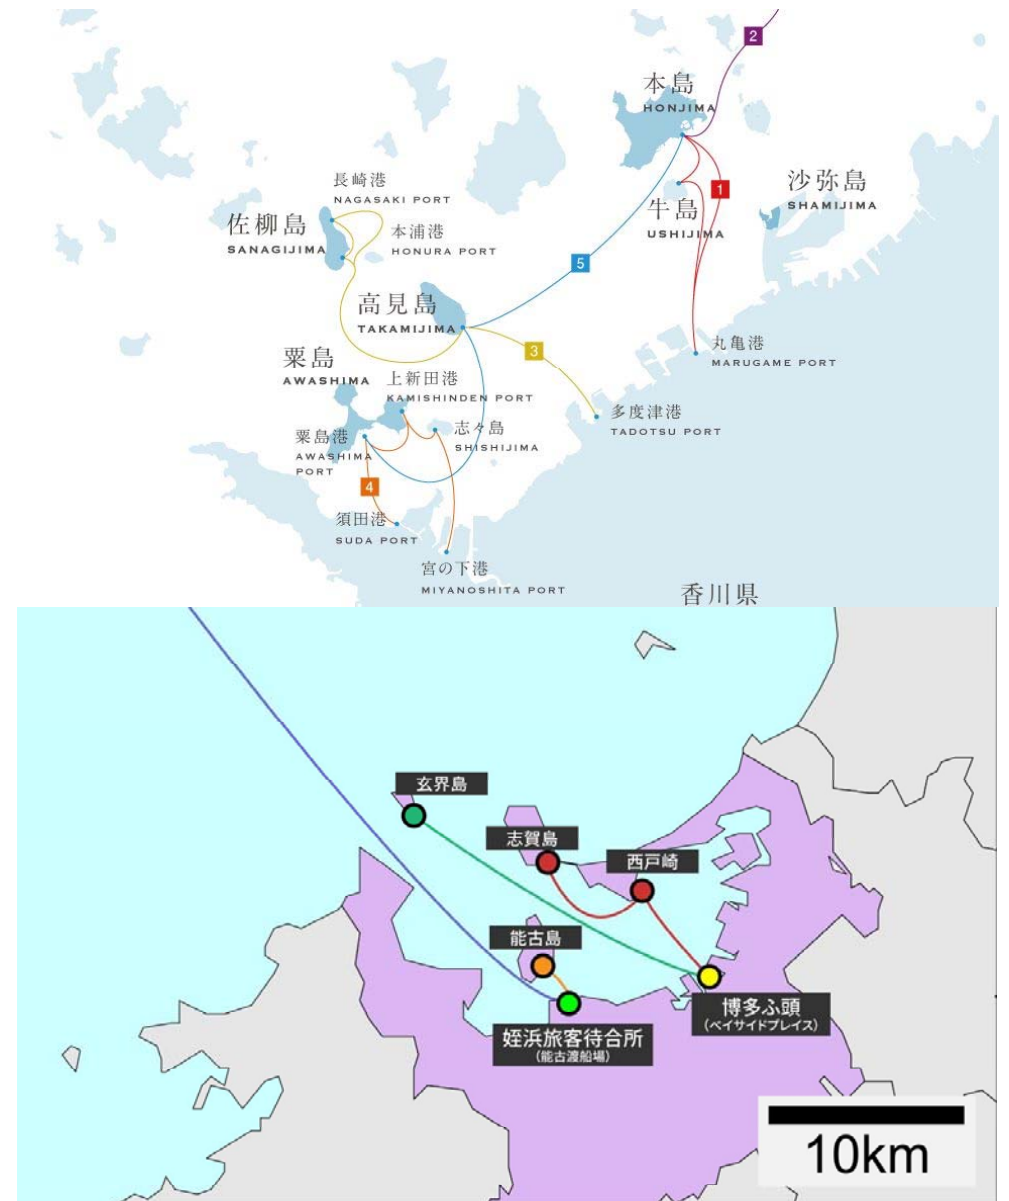 2
本島
HONJIMA
長崎港
NAGASAKI PORT
沙弥島
SHAMIJIMA
1
佐柳島
SANAGIJIMA
本浦港
HONURA PORT
牛島
USHIJIMA
5
高見島
TAKAMIJIMA
3
丸亀港
MARUGAME PORT
粟島
AWASHIMA
上新田港
KAMISHINDEN PORT
多度津港
TADOTSU PORT
粟島港
AWASHIMA
PORT
志々島
SHISHIJIMA
4
須田港
SUDA PORT
宮の下港
MIYANOSHITA PORT
香川県
玄界島
志賀島
西戸崎
能古島
博多ふ頭
(ベイサイドプレイス)
姪浜旅客待合所
(能古渡船場)
10km